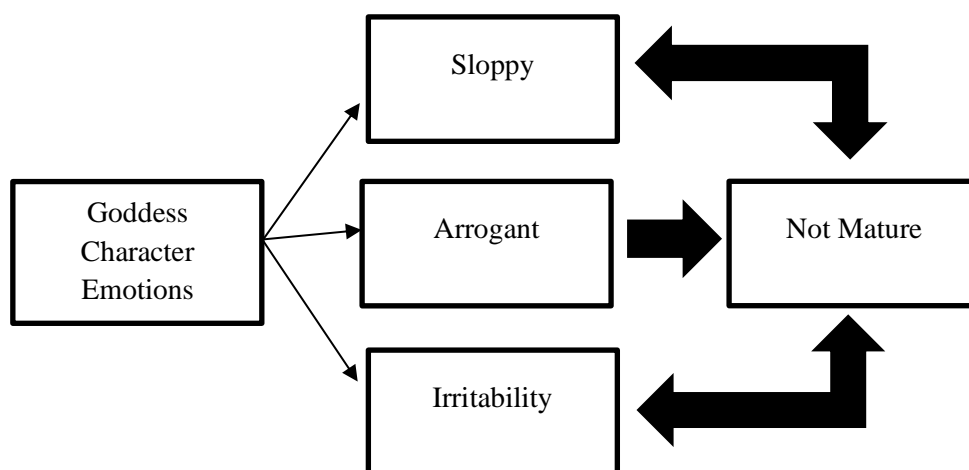 Sloppy
Goddess
Character
Emotions
Arrogant
Not Mature
Irritability